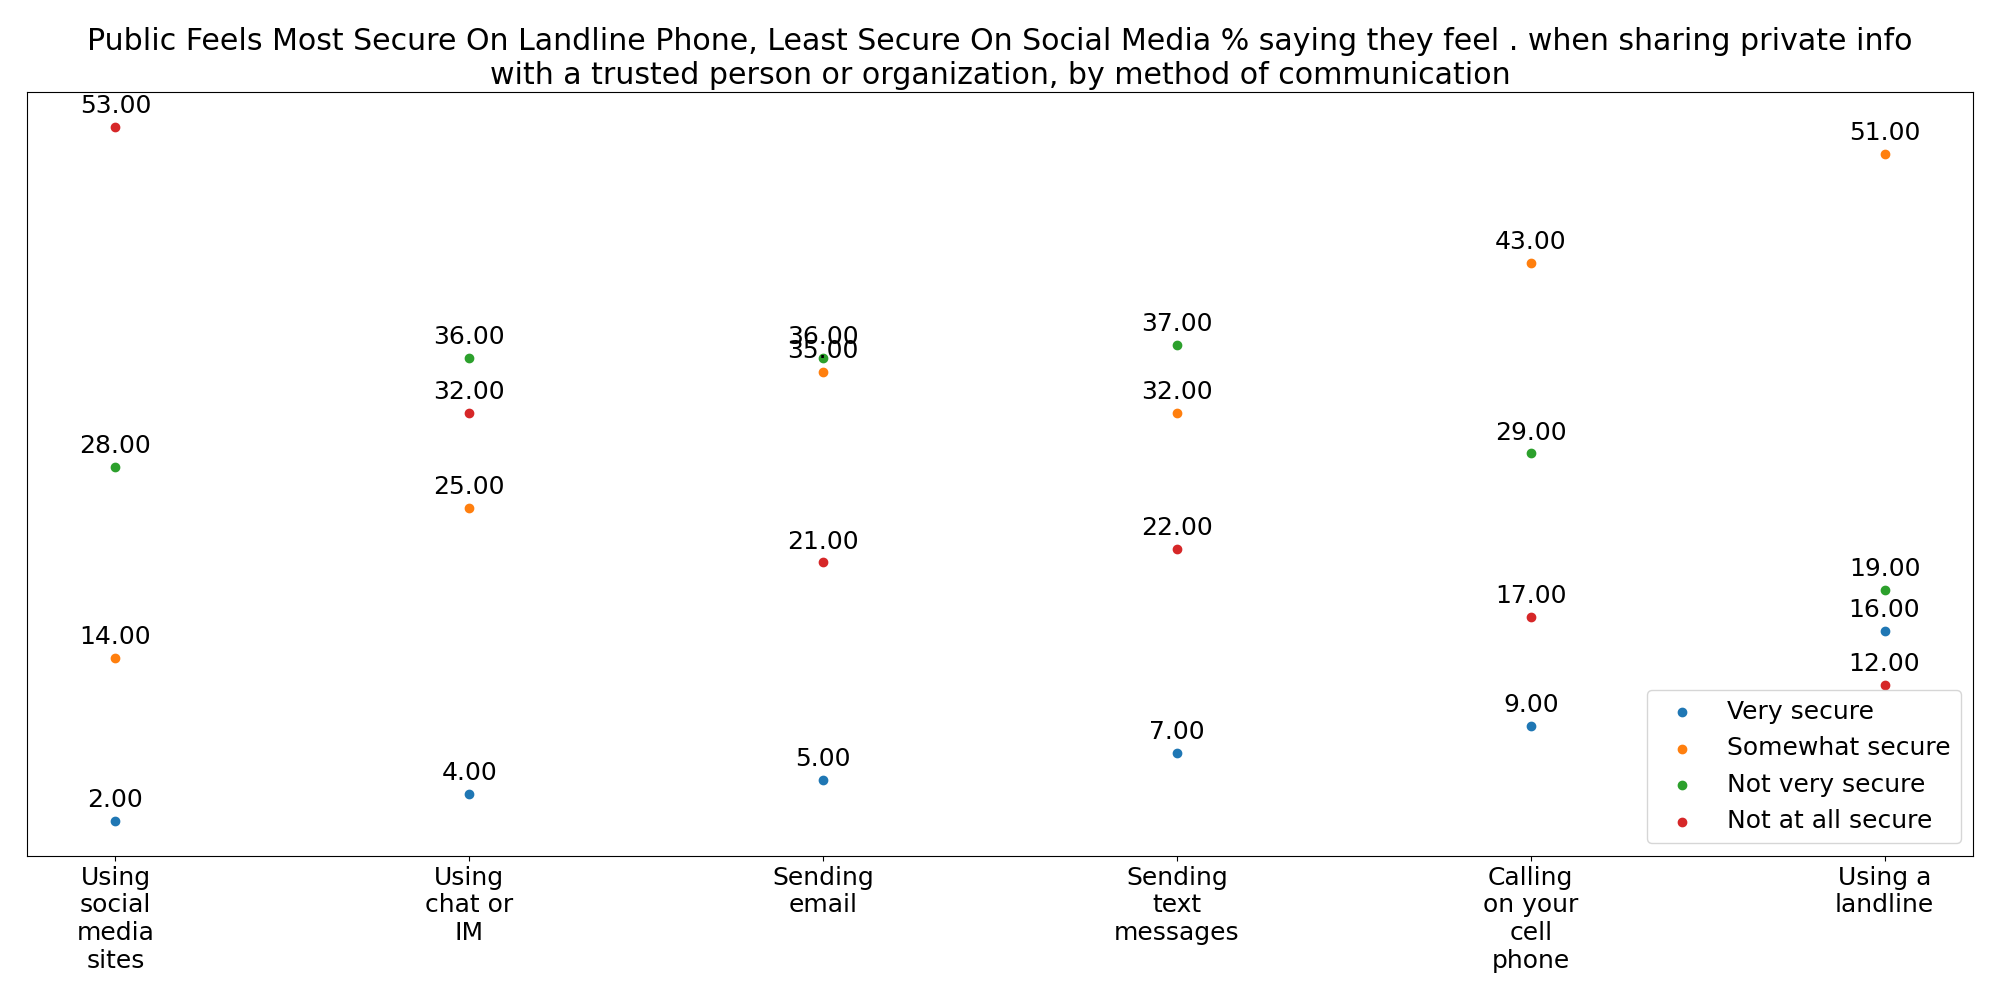 Public Feels Most Secure On Landline Phone, Least Secure On Social Media % saying they feel . when sharing private info
with a trusted person or organization, by method of communication
53.00
51.00
43.00
36.00
36.00
37.00
35.00
32.00
32.00
28.00
29.00
25.00
21.00
22.00
19.00
17.00
16.00
14.00
12.00
9.00
7.00
5.00
4.00
2.00
Very secure
Somewhat secure
Not very secure
Not at all secure
Using
social
media
sites
Using
chat or
IM
Sending
email
Sending
text
messages
Calling
on your
cell
phone
Using a
landline